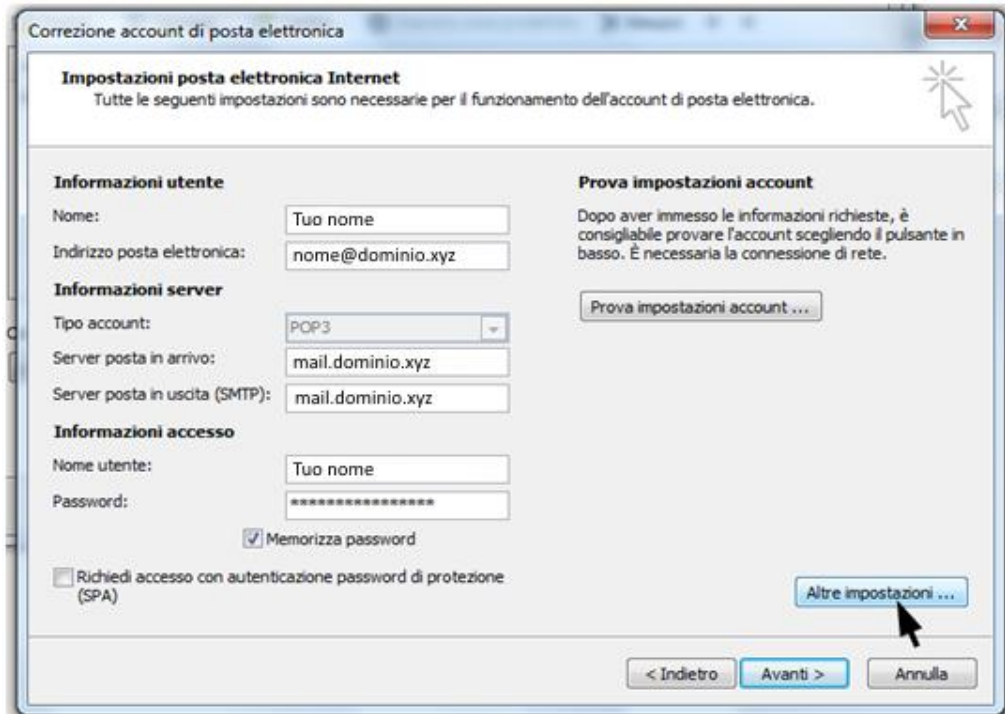 Correzione account di posta elettronica
Impostazioni posta elettronica Internet
Tutte le seguenti impostazioni sono necessarie per il funzionamento dell'account di posta elettronica.
Informazioni utente
Nome:
Tuo nome
Indirizzo posta elettronica:
nome@dominio.xyz
Informazioni server
Tipo account:
POP3
Server posta in arrivo:
mail.dominio.xyz
Server posta in uscita (SMTP):
mail.dominio.xyz
Informazioni accesso
Nome utente:
Tuo nome
Password:
****************
Memorizza password
Richiedi accesso con autenticazione password di protezione
(SPA)
Prova impostazioni account
Dopo aver immesso le informazioni richieste, è
consigliabile provare l'account scegliendo il pulsante in
basso. È necessaria la connessione di rete.
Prova impostazioni account ...
Altre impostazioni ...
< Indietro
Avanti >
Annulla